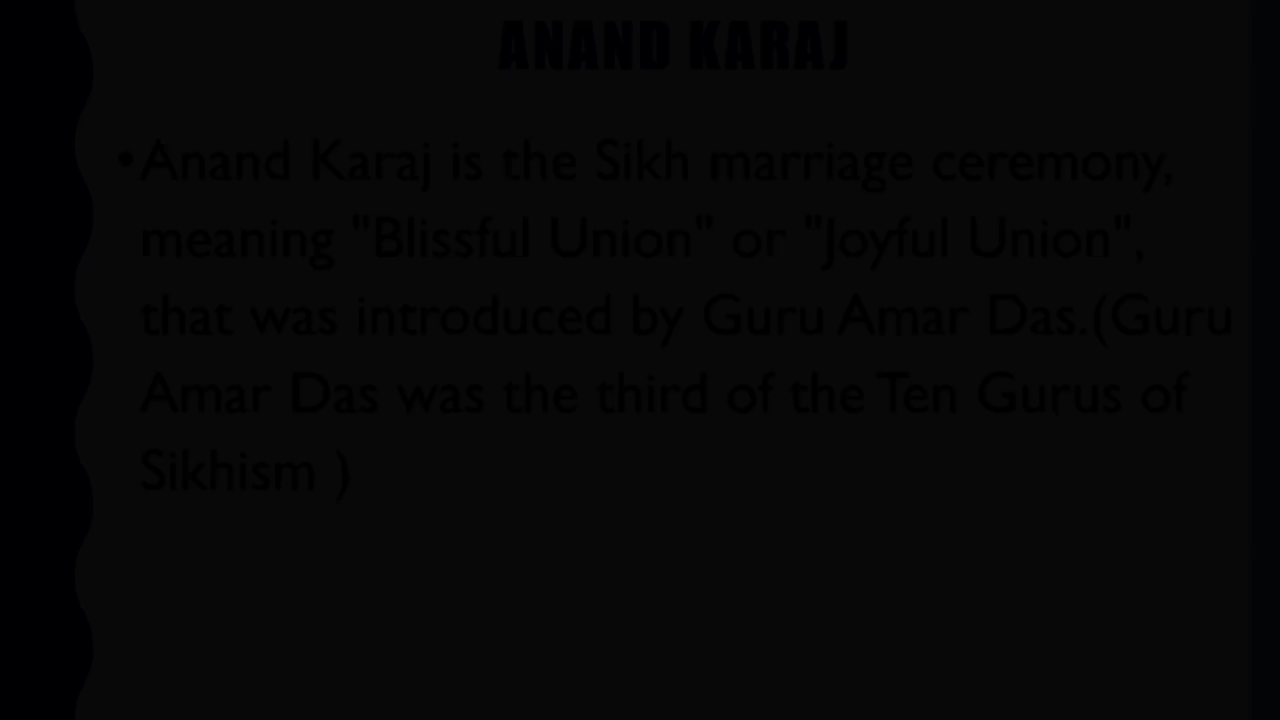 ANAND KARAJ
•Anand Karaj is the Sikh marriage ceremony,
meaning "Blissful Union" or "Joyful Union",
that was introduced by Guru Amar Das.(Guru
Amar Das was the third of the Ten Gurus of
Sikhism )